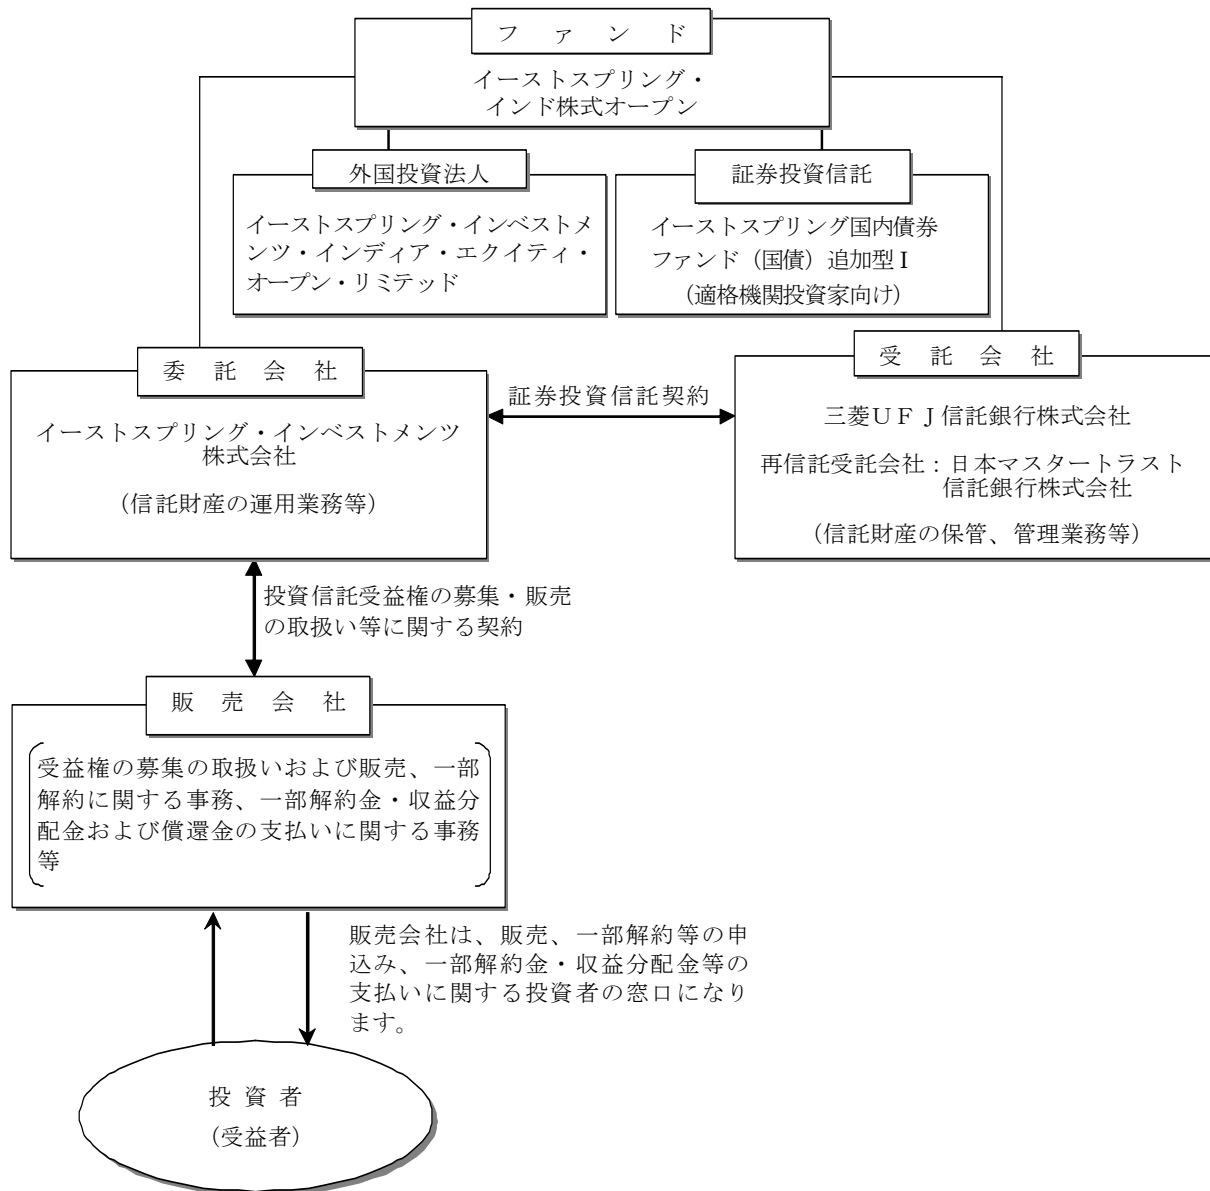 ファンド
イーストスプリング・
インド株式オープン
外国投資法人
イーストスプリング・インベストメ
ンツ・インディア・エクイティ・
オープン・リミテッド
証券投資信託
イーストスプリング国内債券
ファンド（国債）追加型Ⅰ
（適格機関投資家向け）
委託会社
イーストスプリング・インベストメンツ
株式会社
（信託財産の運用業務等）
証券投資信託契約
受託会社
三菱ＵＦＪ信託銀行株式会社
再信託受託会社：日本マスタートラスト
信託銀行株式会社
（信託財産の保管、管理業務等）
投資信託受益権の募集・販売
の取扱い等に関する契約
販売会社
受益権の募集の取扱いおよび販売、一部
解約に関する事務、一部解約金・収益分
配金および償還金の支払いに関する事務
等
販売会社は、販売、一部解約等の申
込み、一部解約金・収益分配金等の
支払いに関する投資者の窓口になり
ます。
投資者
（受益者）